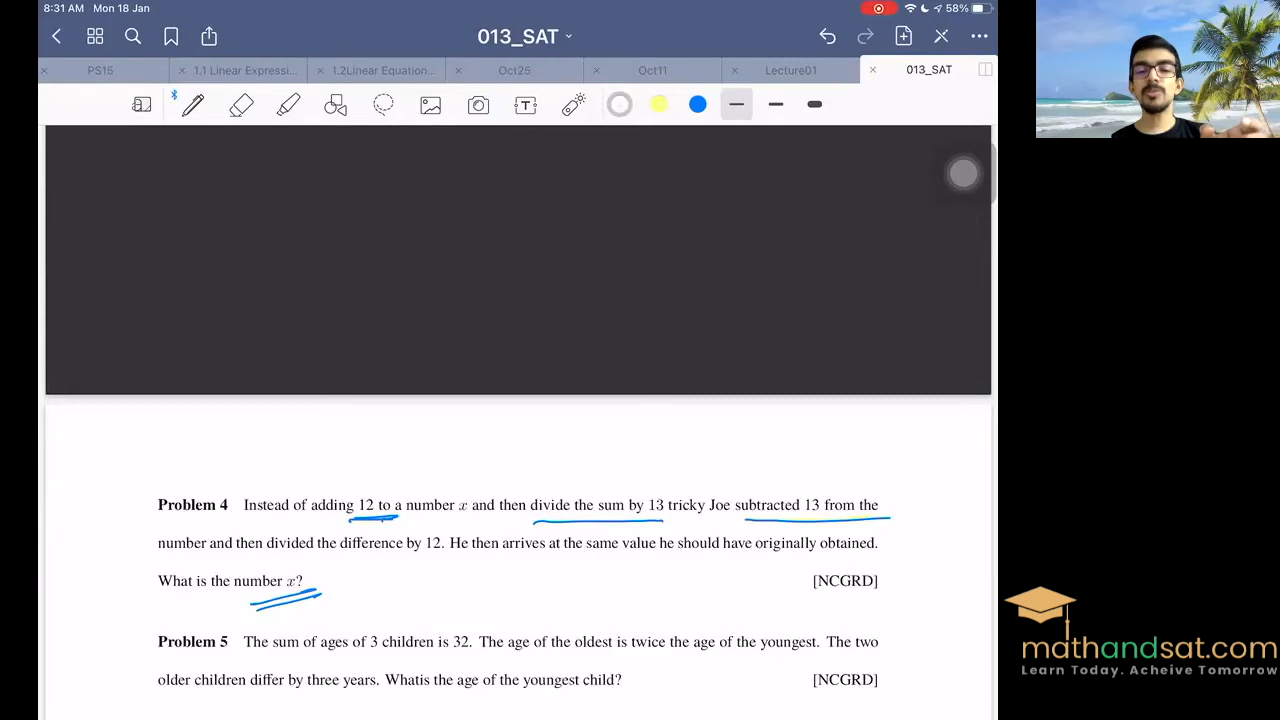 8:31 AM Mon 18 Jan
58%
013_SAT
PS15
1.1 Linear Expressi...
1.2Linear Equation...
Oct25
Oct11
Lecture01
013_SAT
T
Problem 4 Instead of adding 12 to a number x and then divide the sum by 13 tricky Joe subtracted 13 from the
number and then divided the difference by 12. He then arrives at the same value he should have originally obtained.
What is the number x? [NCGRD]
Problem 5 The sum of ages of 3 children is 32. The age of the oldest is twice the age of the youngest. The two
older children differ by three years. Whatis the age of the youngest child? [NCGRD]
mathandsat.com
Learn Today. Acheive Tomorrow